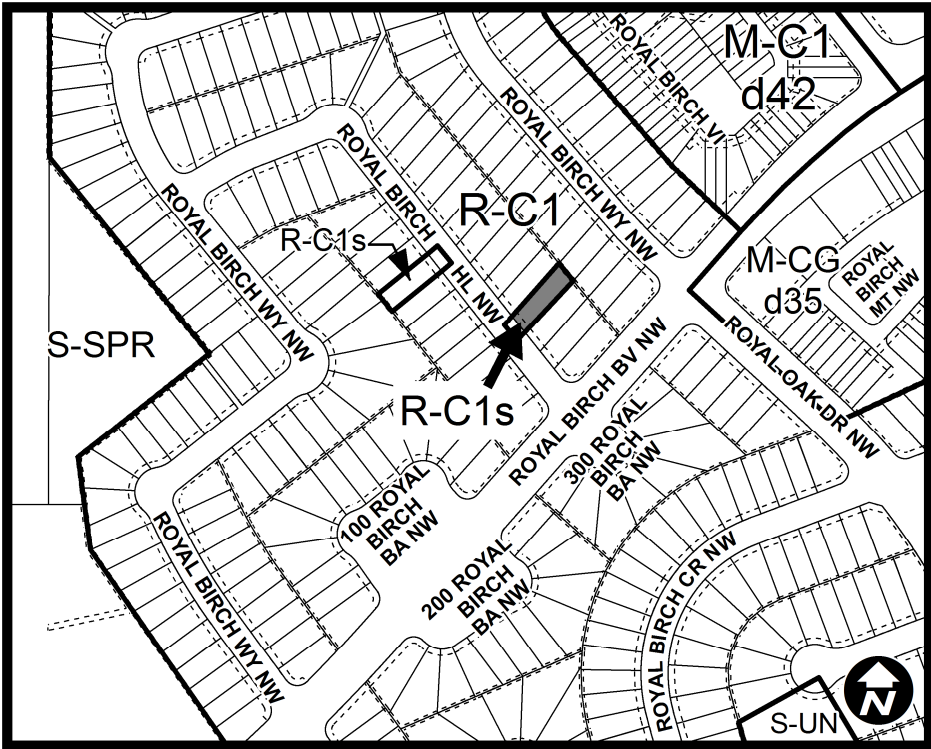 M-C1
d42
ROYAL BIRCH VI
ROYAL BIRCH WY NW
ROYAL BIRCH
HL NW
R-C1
R-C1s
ROYAL BIRCH WY NW
M-CG
d35
ROYAL
BIRCH
MT NW
S-SPR
R-C1s
ROYAL BIRCH BV NW
ROYAL OAK DR NW
300 ROYAL
BIRCH
BA NW
100 ROYAL
BIRCH
BA NW
200 ROYAL
BIRCH
BA NW
ROYAL BIRCH WY NW
ROYAL BIRCH CR NW
S-UN
N